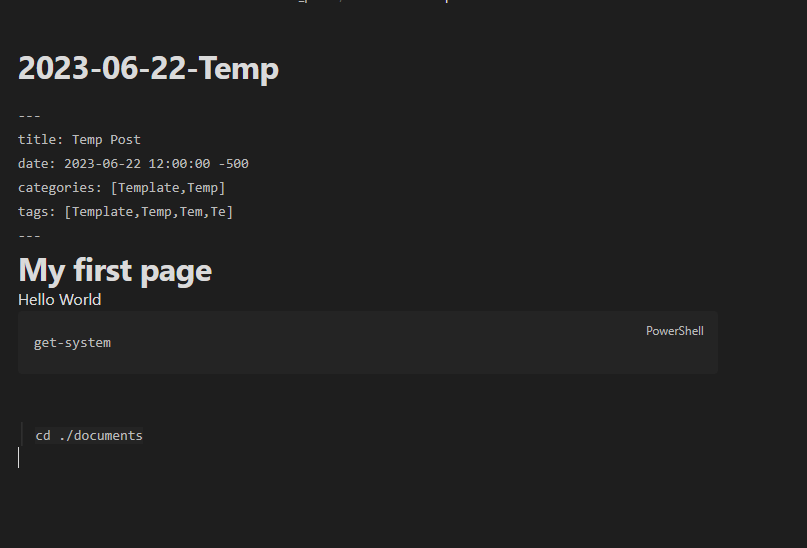 2023-06-22-Temp
---
title: Temp Post
date: 2023-06-22 12:00:00 -500
categories: [Template,Temp]
tags: [Template,Temp,Tem,Te]
---
My first page
Hello World
PowerShell
get-system
cd ./documents